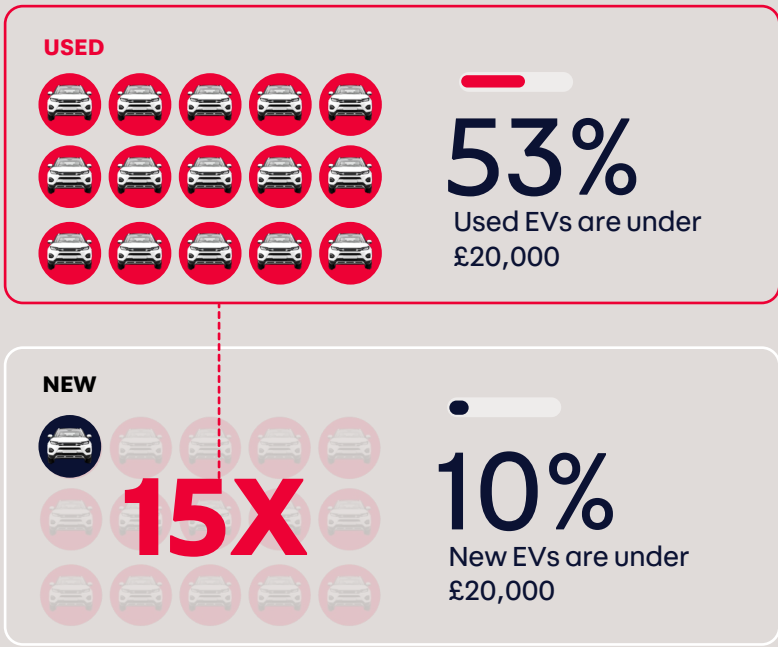 USED
53%
Used EVs are under
£20,000
NEW
15X
10%
New EVs are under
£20,000